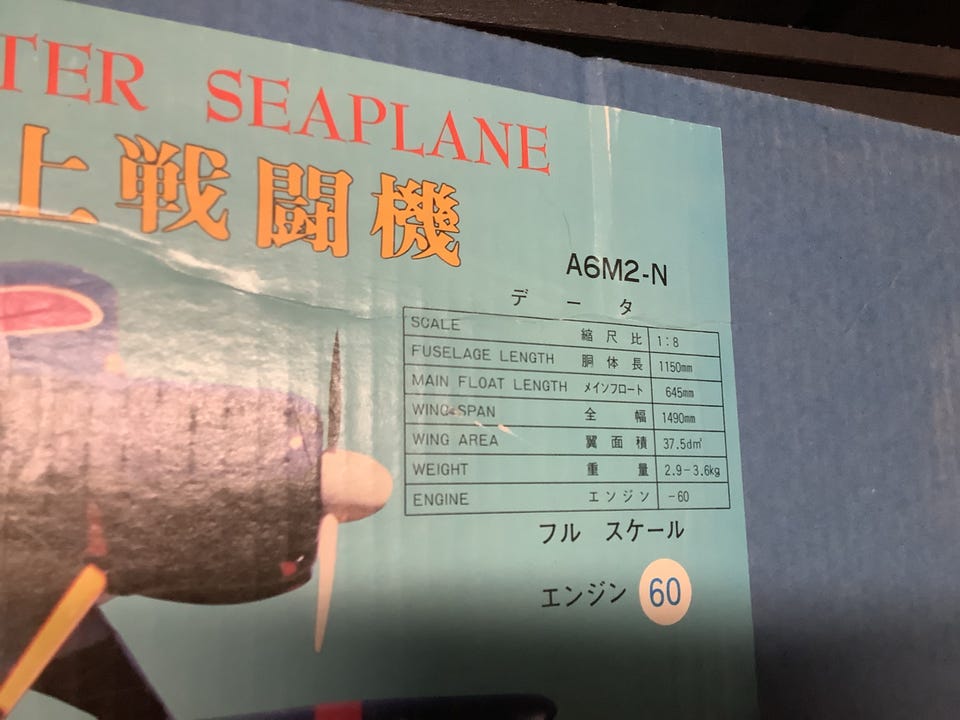 TER SEAPLANE
上戦闘機
A6M2-N
データ
SCALE 縮尺比 1:8
FUSELAGE LENGTH 胴体長 1150mm
MAIN FLOAT LENGTH メインフロート 645mm
WING SPAN 全幅 1490mm
WING AREA 翼面積 37.5dm²
WEIGHT 重量 2.9-3.6kg
ENGINE エンジン -60
フル スケール
エンジン 60